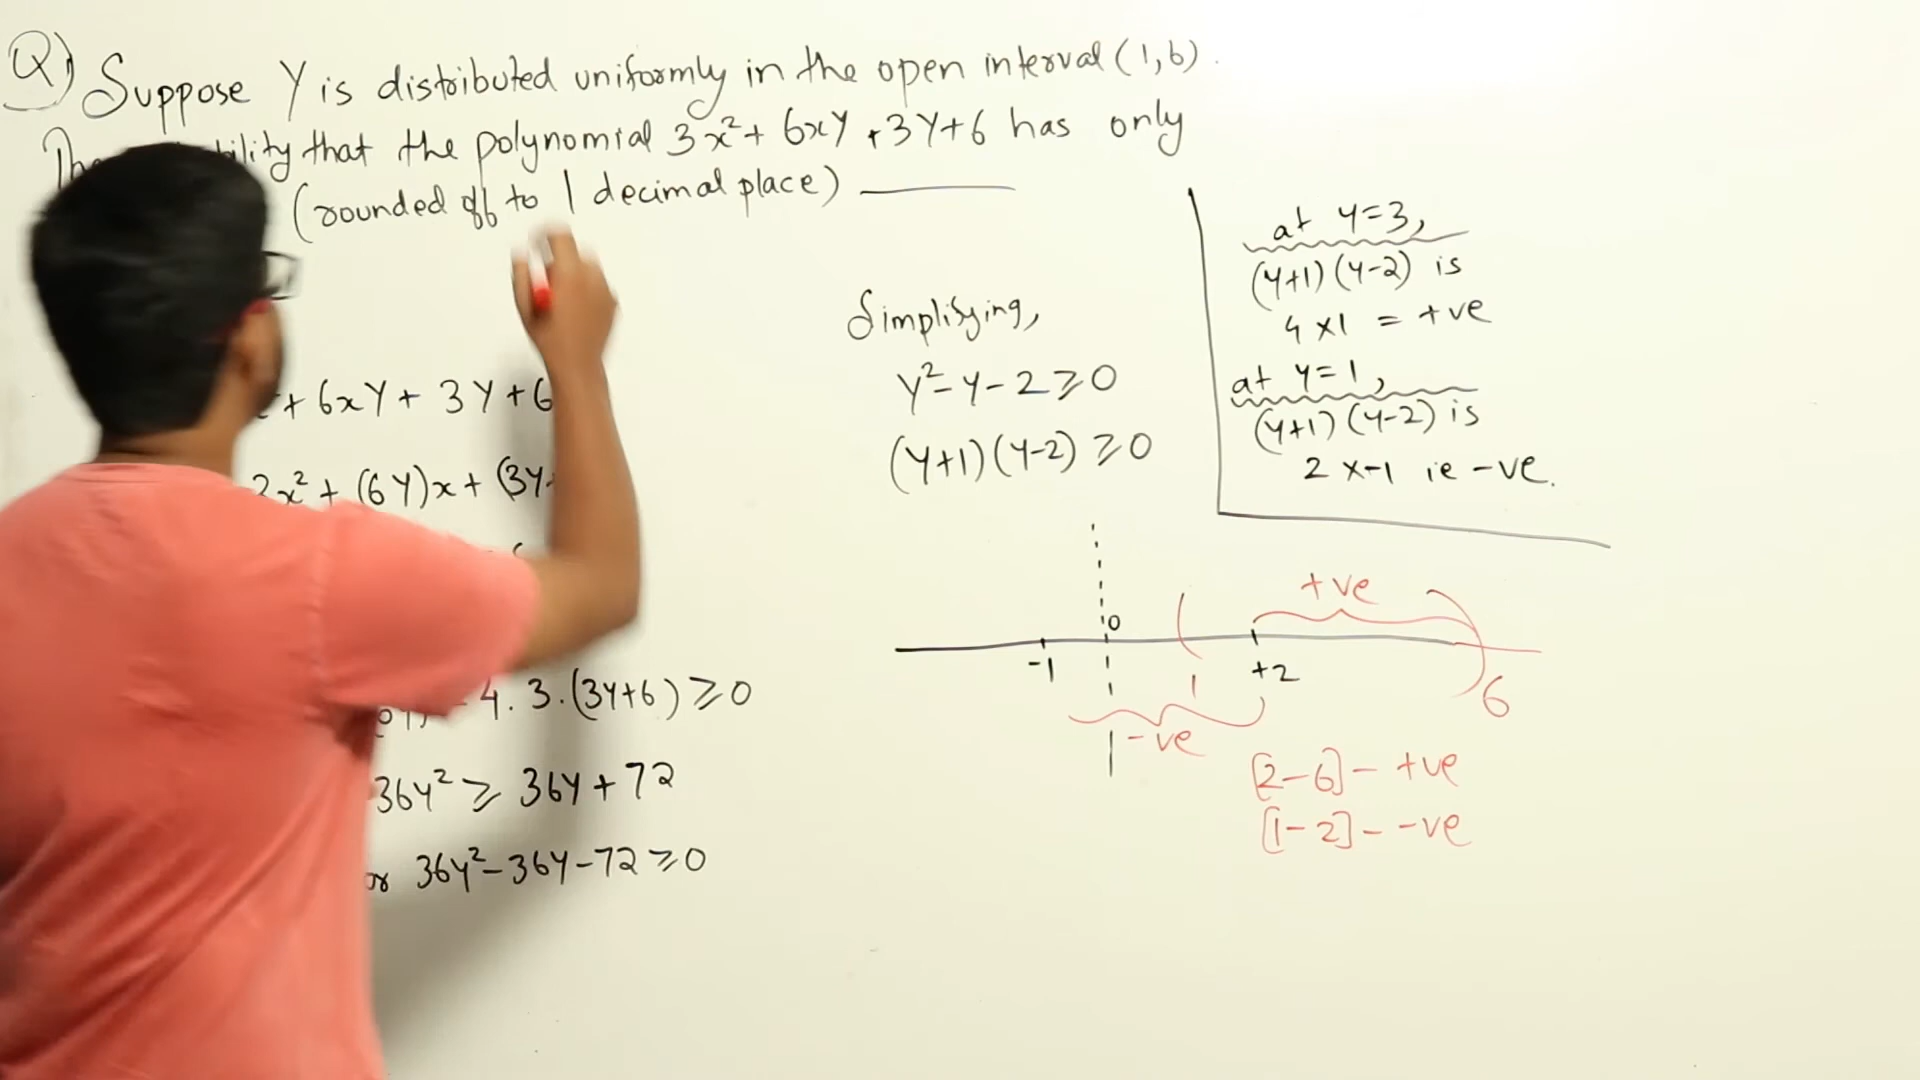 Q) Suppose Y is distributed uniformly in the open interval (1,6).
The bility that the polynomial 3x² + 6xY + 3Y + 6 has only
(rounded off to 1 decimal place) ______
+ 6xY + 3Y + 6
3x² + (6Y)x + (3Y
4. 3. (3Y+6) ≥ 0
36Y² ≥ 36Y + 72
or 36Y² - 36Y - 72 ≥ 0
Simplifying,
Y² - Y - 2 ≥ 0
(Y+1) (Y-2) ≥ 0
at Y=3,
(Y+1) (Y-2) is
4 x 1 = +ve
at Y=1,
(Y+1) (Y-2) is
2 x -1 ie -ve.
+ve
0
-1
1
+2
6
-ve
[2-6] - +ve
[1-2] - -ve